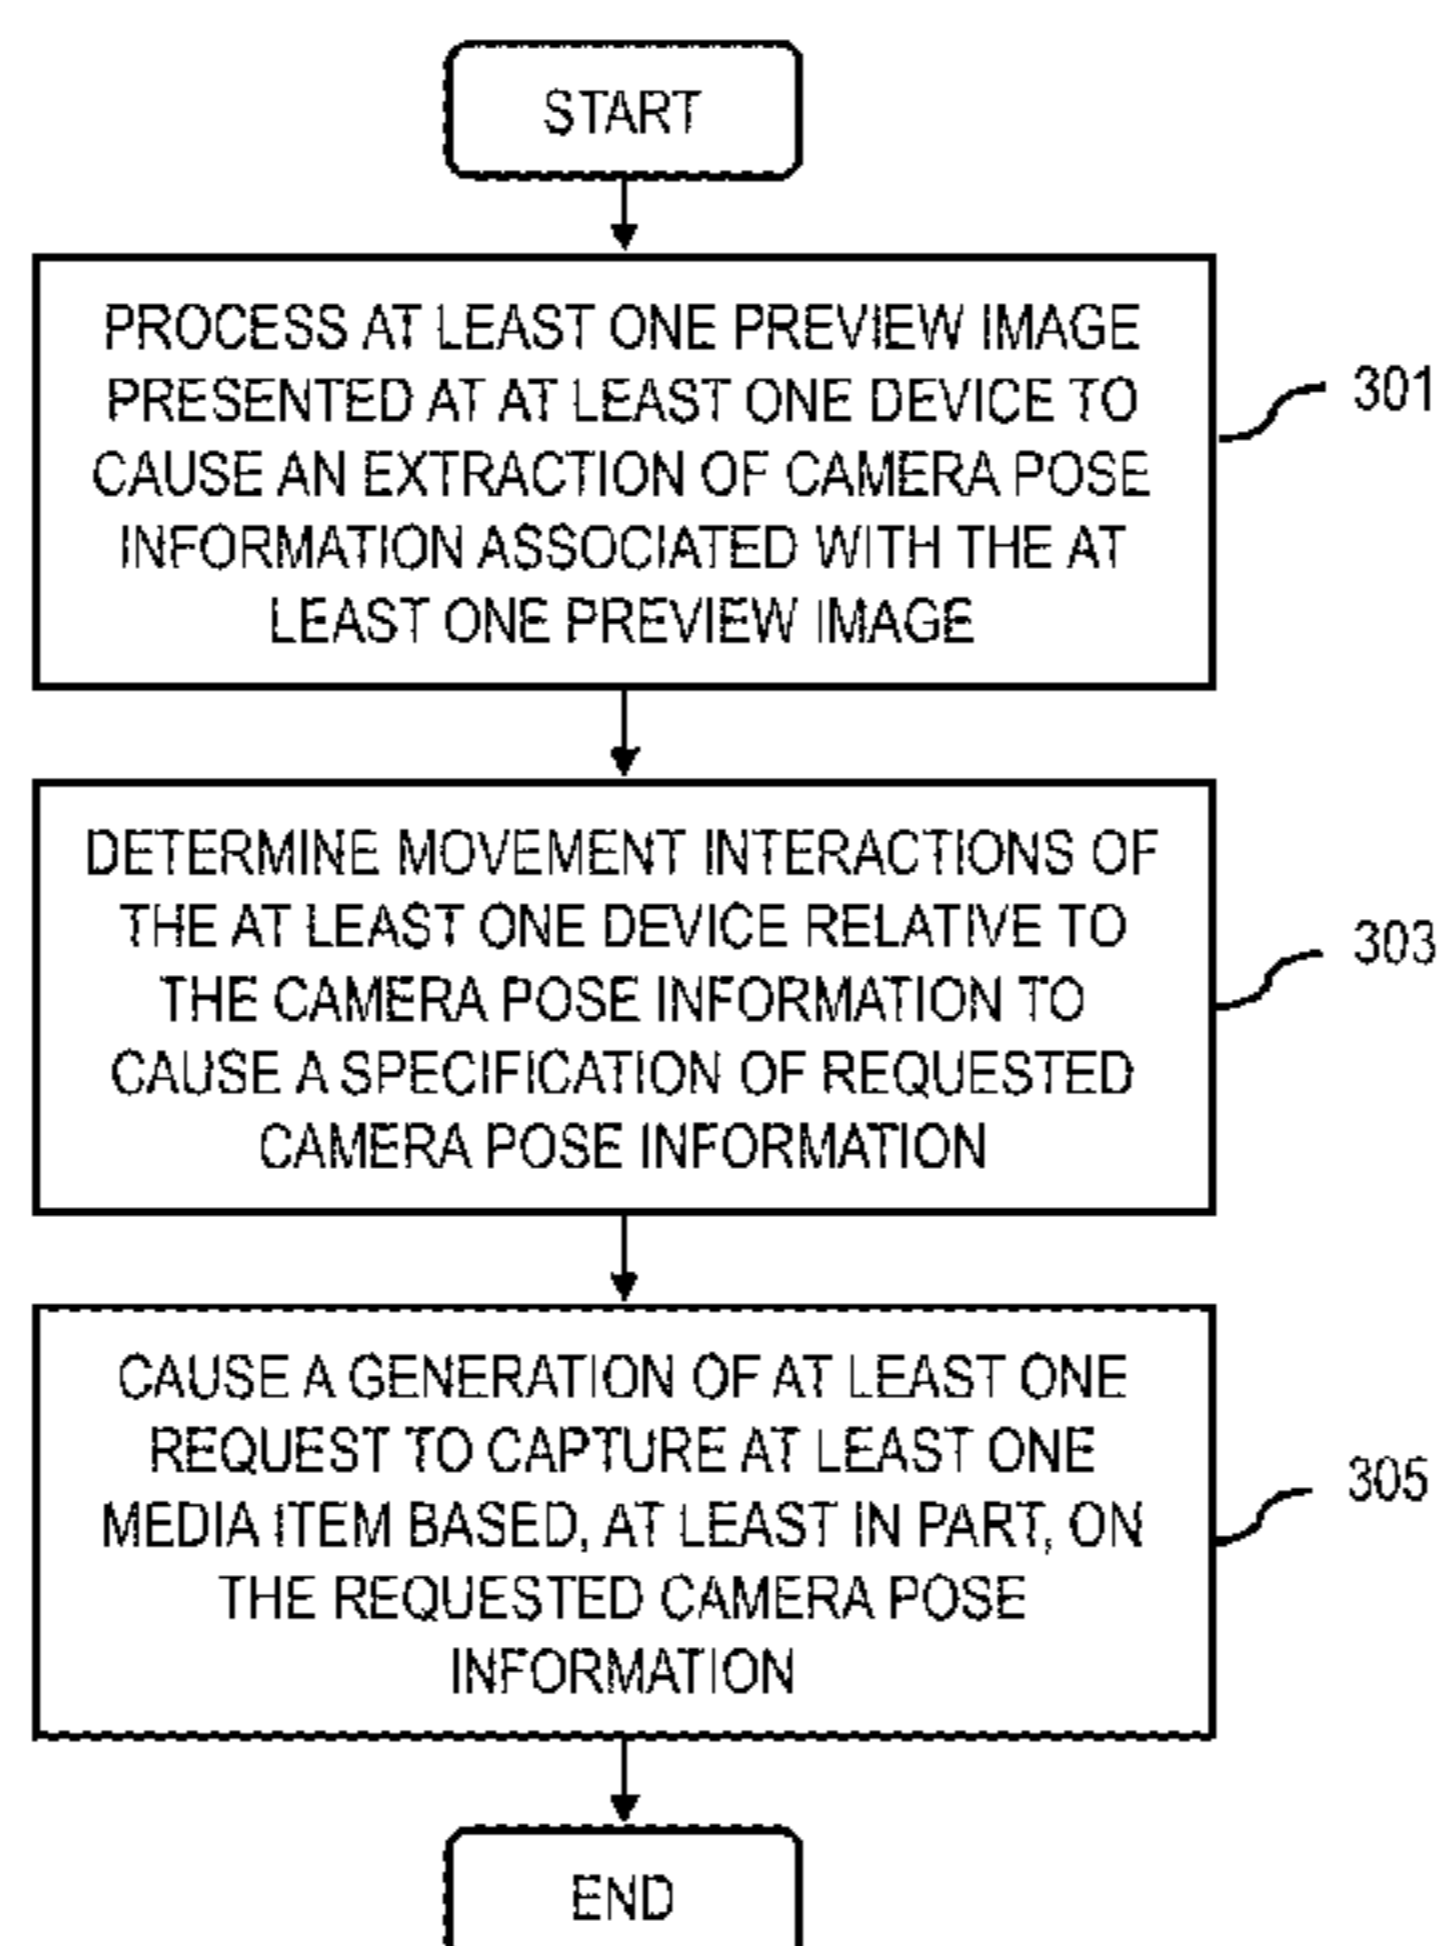 START
PROCESS AT LEAST ONE PREVIEW IMAGE
PRESENTED AT AT LEAST ONE DEVICE TO
CAUSE AN EXTRACTION OF CAMERA POSE
INFORMATION ASSOCIATED WITH THE AT
LEAST ONE PREVIEW IMAGE
301
DETERMINE MOVEMENT INTERACTIONS OF
THE AT LEAST ONE DEVICE RELATIVE TO
THE CAMERA POSE INFORMATION TO
CAUSE A SPECIFICATION OF REQUESTED
CAMERA POSE INFORMATION
303
CAUSE A GENERATION OF AT LEAST ONE
REQUEST TO CAPTURE AT LEAST ONE
MEDIA ITEM BASED, AT LEAST IN PART, ON
THE REQUESTED CAMERA POSE
INFORMATION
305
END